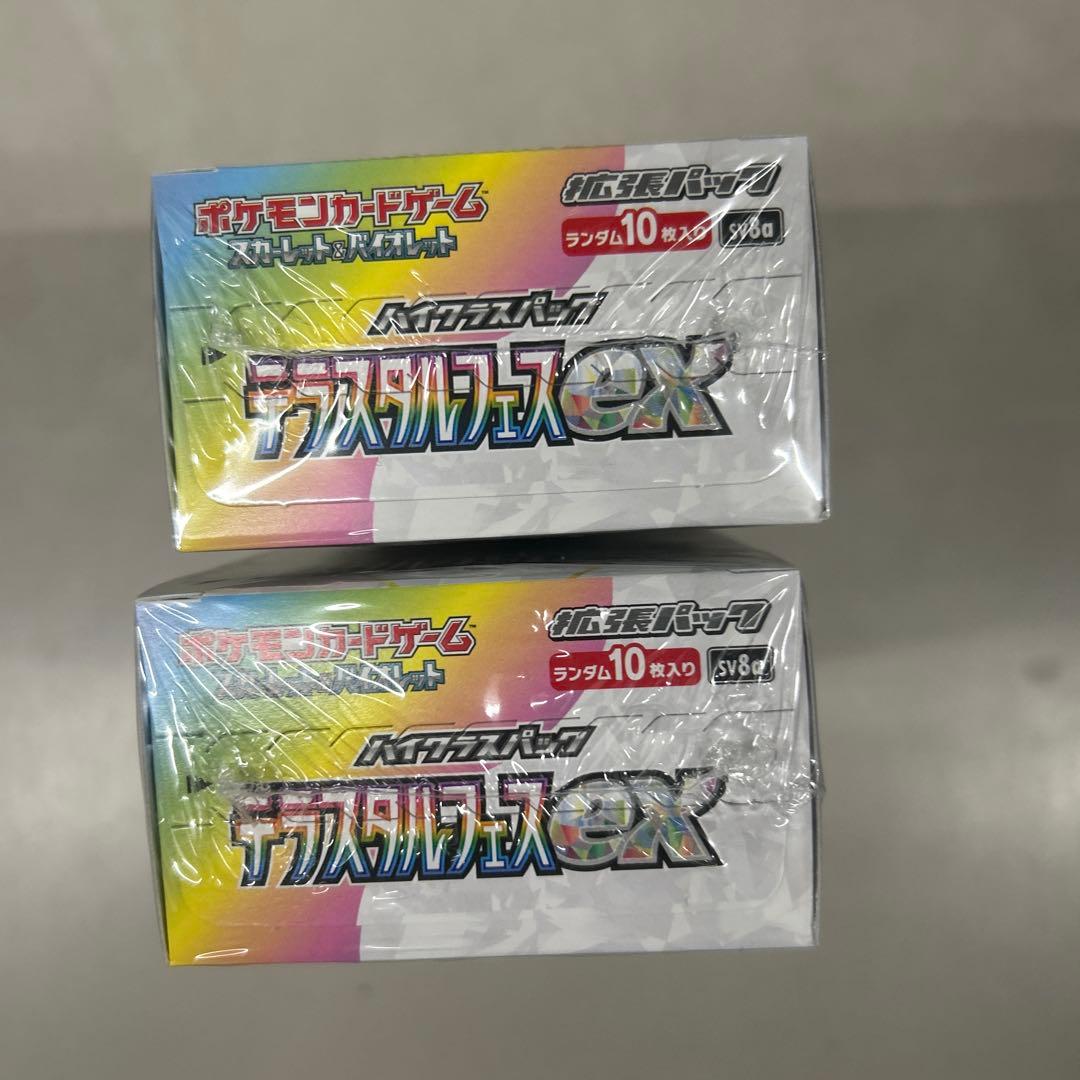 ポケモンカードゲーム™
スカーレット&バイオレット
拡張パック
ランダム10枚入り SV8a
ハイクラスパック
テラスタルフェスex
ポケモンカードゲーム™
スカーレット&バイオレット
拡張パック
ランダム10枚入り SV8a
ハイクラスパック
テラスタルフェスex